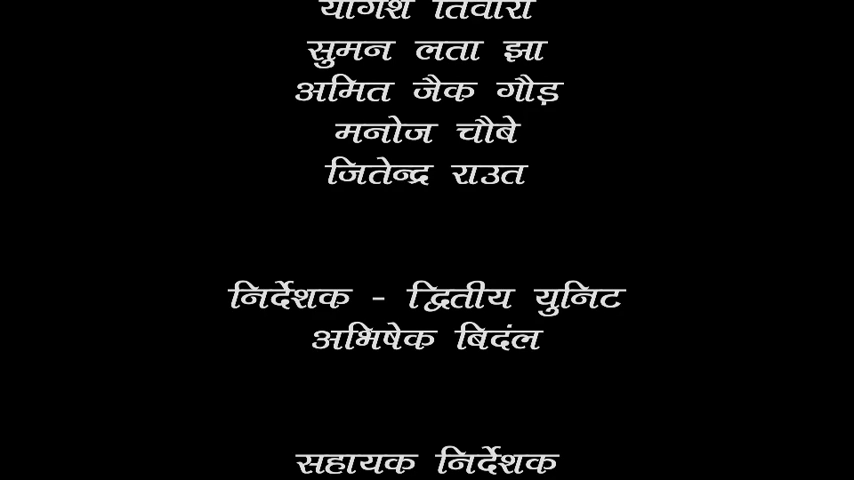 योगेश तिवारी
सुमन लता झा
अमित जैक गौड़
मनोज चौबे
जितेन्द्र राउत
निर्देशक - द्वितीय युनिट
अभिषेक बिदंल
सहायक निर्देशक